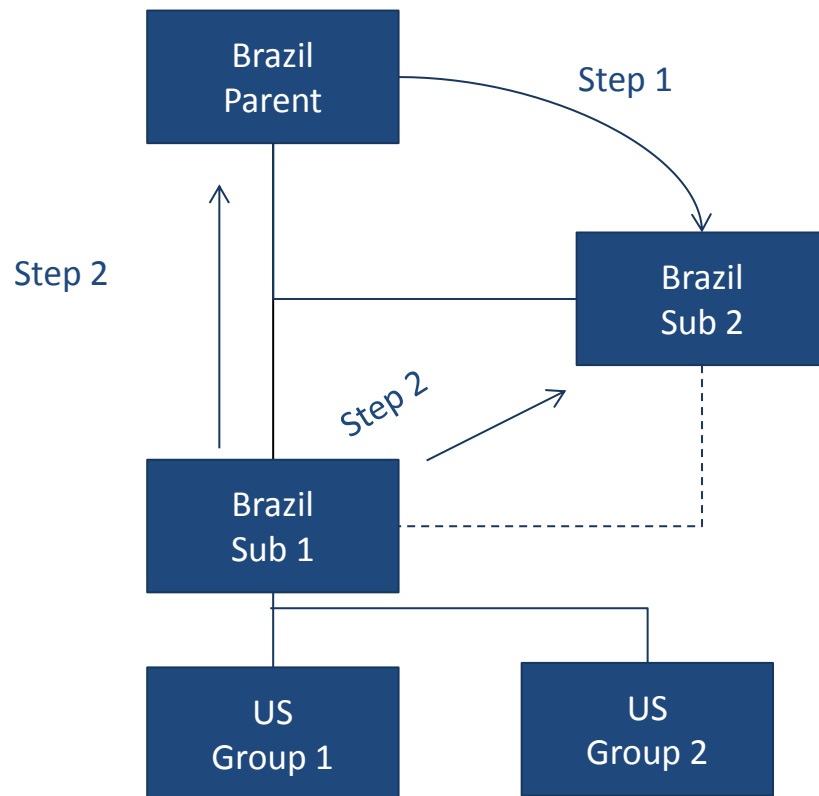 Brazil
Parent
Step 1
Step 2
Brazil
Sub 2
Step 2
Brazil
Sub 1
US
Group 1
US
Group 2